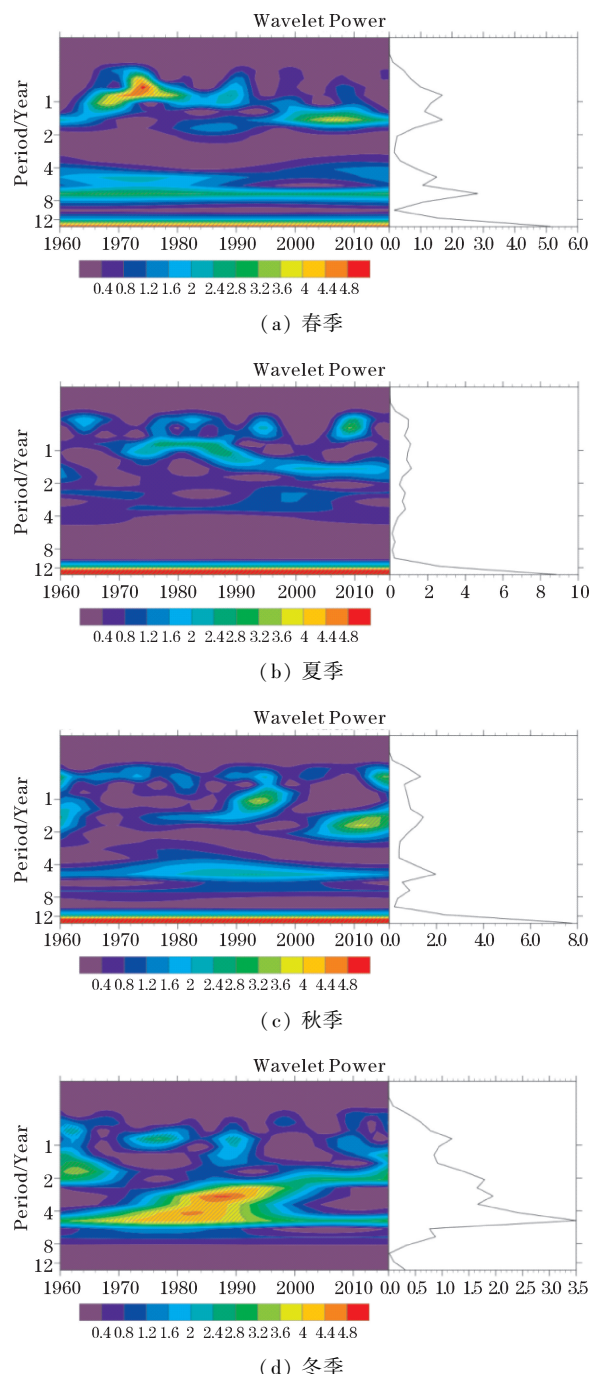 Wavelet Power
Period/Year
1
2
4
8
12
1960 1970 1980 1990 2000 2010 0.0 1.0 2.0 3.0 4.0 5.0 6.0
0.4 0.8 1.2 1.6 2 2.4 2.8 3.2 3.6 4 4.4 4.8
(a) 春季
Wavelet Power
Period/Year
1
2
4
8
12
1960 1970 1980 1990 2000 2010 0 2 4 6 8 10
0.4 0.8 1.2 1.6 2 2.4 2.8 3.2 3.6 4 4.4 4.8
(b) 夏季
Wavelet Power
Period/Year
1
2
4
8
12
1960 1970 1980 1990 2000 2010 0.0 2.0 4.0 6.0 8.0
0.4 0.8 1.2 1.6 2 2.4 2.8 3.2 3.6 4 4.4 4.8
(c) 秋季
Wavelet Power
Period/Year
1
2
4
8
12
1960 1970 1980 1990 2000 2010 0.0 0.5 1.0 1.5 2.0 2.5 3.0 3.5
0.4 0.8 1.2 1.6 2 2.4 2.8 3.2 3.6 4 4.4 4.8
(d) 冬季